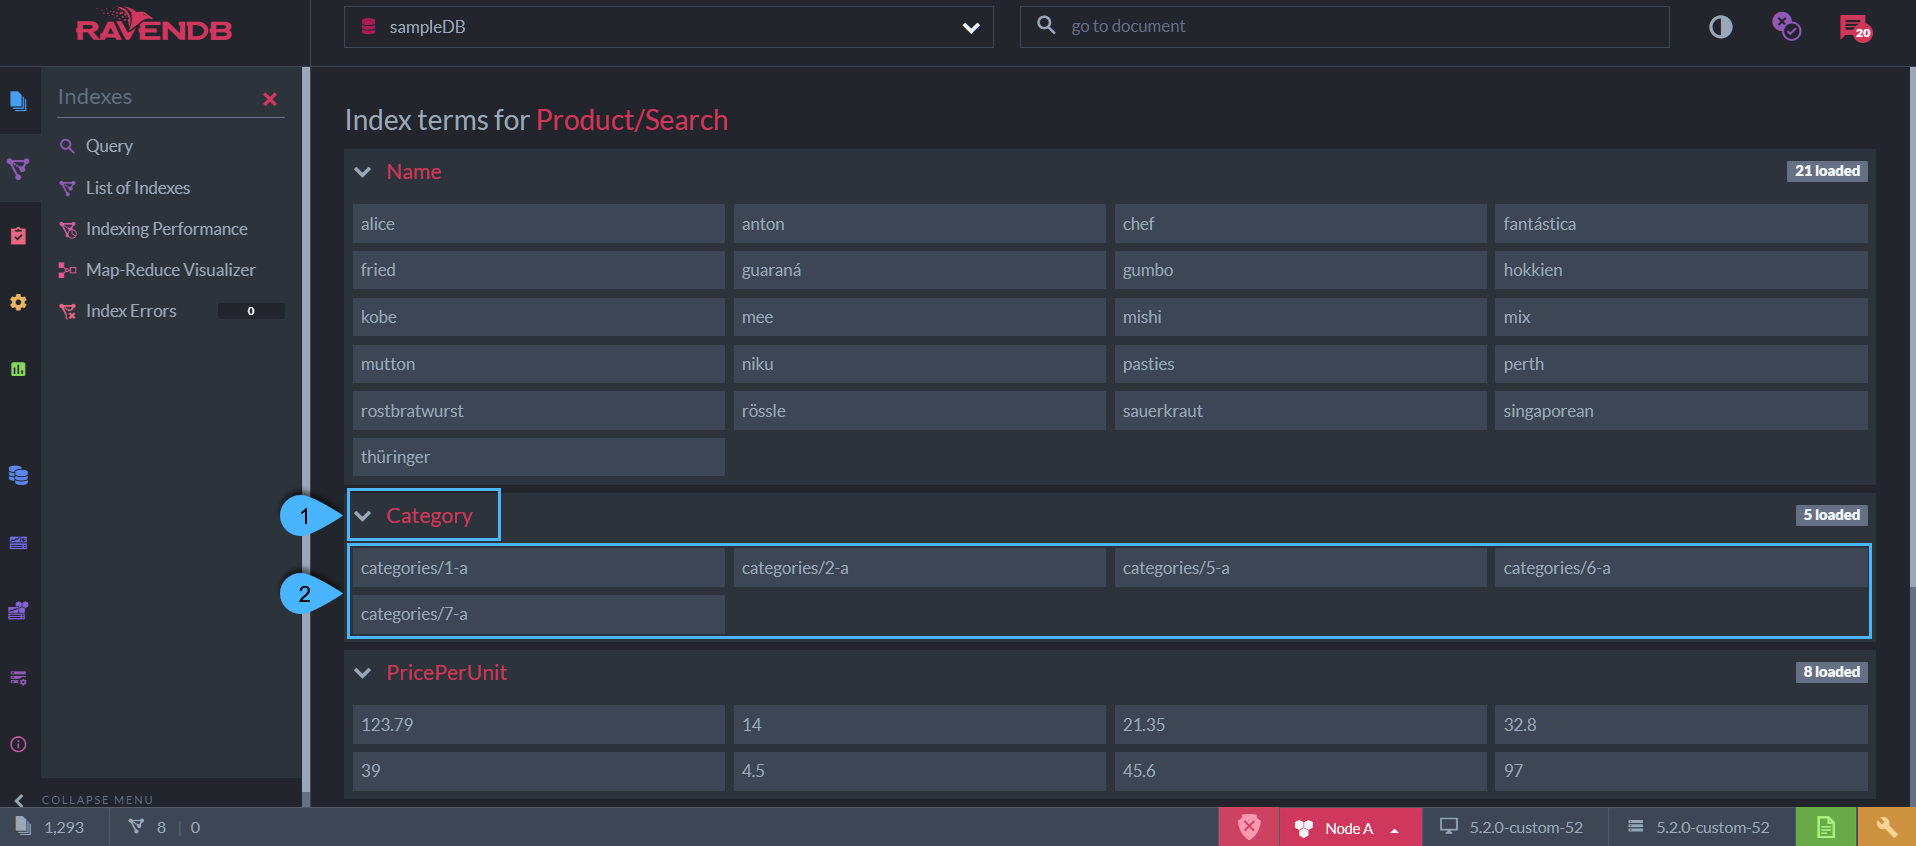 RAVENDB
sampleDB
go to document
20
Indexes
Query
List of Indexes
Indexing Performance
Map-Reduce Visualizer
Index Errors 0
COLLAPSE MENU
Index terms for Product/Search
Name 21 loaded
alice anton chef fantástica
fried guaraná gumbo hokkien
kobe mee mishi mix
mutton niku pasties perth
rostbratwurst rössle sauerkraut singaporean
thüringer
1 Category 5 loaded
categories/1-a categories/2-a categories/5-a categories/6-a
2
categories/7-a
PricePerUnit 8 loaded
123.79 14 21.35 32.8
39 4.5 45.6 97
1,293 8 | 0 Node A 5.2.0-custom-52 5.2.0-custom-52